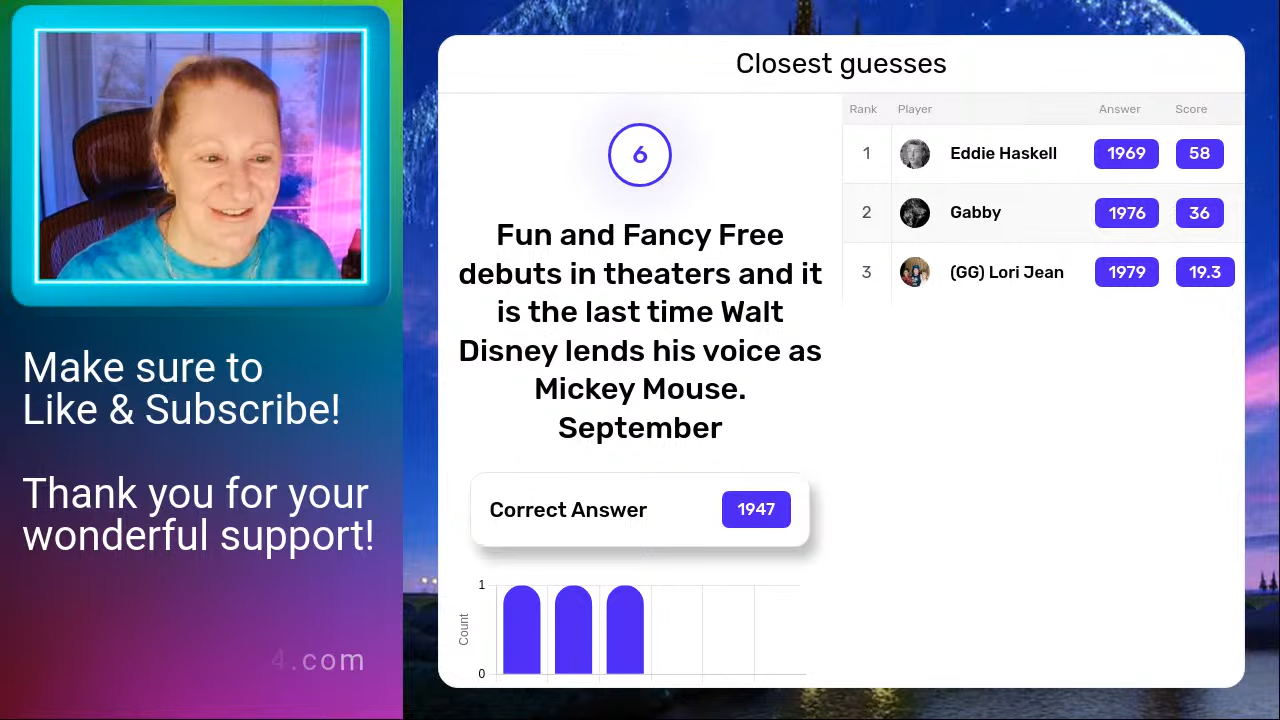 Make sure to
Like & Subscribe!
Thank you for your
wonderful support!
4.com
Closest guesses
6
Fun and Fancy Free
debuts in theaters and it
is the last time Walt
Disney lends his voice as
Mickey Mouse.
September
Correct Answer 1947
1
Count
0
Rank Player Answer Score
1 Eddie Haskell 1969 58
2 Gabby 1976 36
3 (GG) Lori Jean 1979 19.3